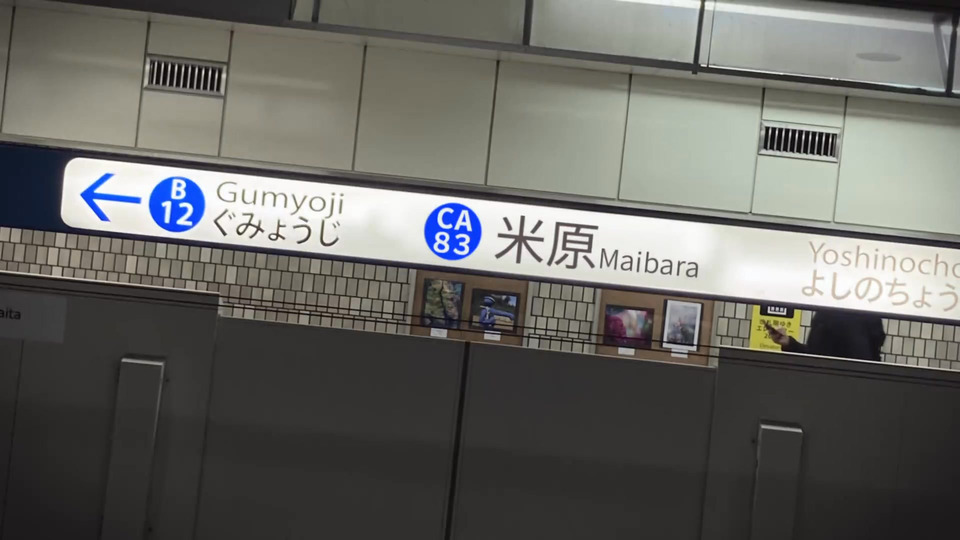 ←
B
12
Gumyoji
ぐみょうじ
CA
83
米原
Maibara
Yoshinocho
よしのちょう
aita